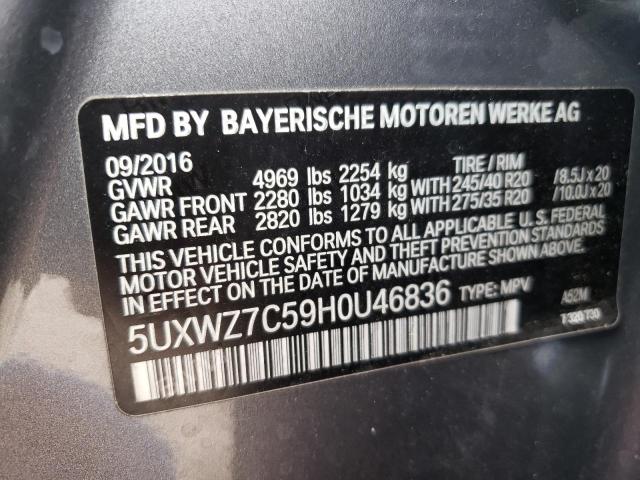 MFD BY BAYERISCHE MOTOREN WERKE AG
09/2016 TIRE / RIM
GVWR 4969 lbs 2254 kg
GAWR FRONT 2280 lbs 1034 kg WITH 245/40 R20 /8.5J x 20
GAWR REAR 2820 lbs 1279 kg WITH 275/35 R20 /10.0J x 20
THIS VEHICLE CONFORMS TO ALL APPLICABLE U.S. FEDERAL
MOTOR VEHICLE SAFETY AND THEFT PREVENTION STANDARDS
IN EFFECT ON THE DATE OF MANUFACTURE SHOWN ABOVE.
5UXWZ7C59H0U46836 TYPE: MPV A52M
7 320 730